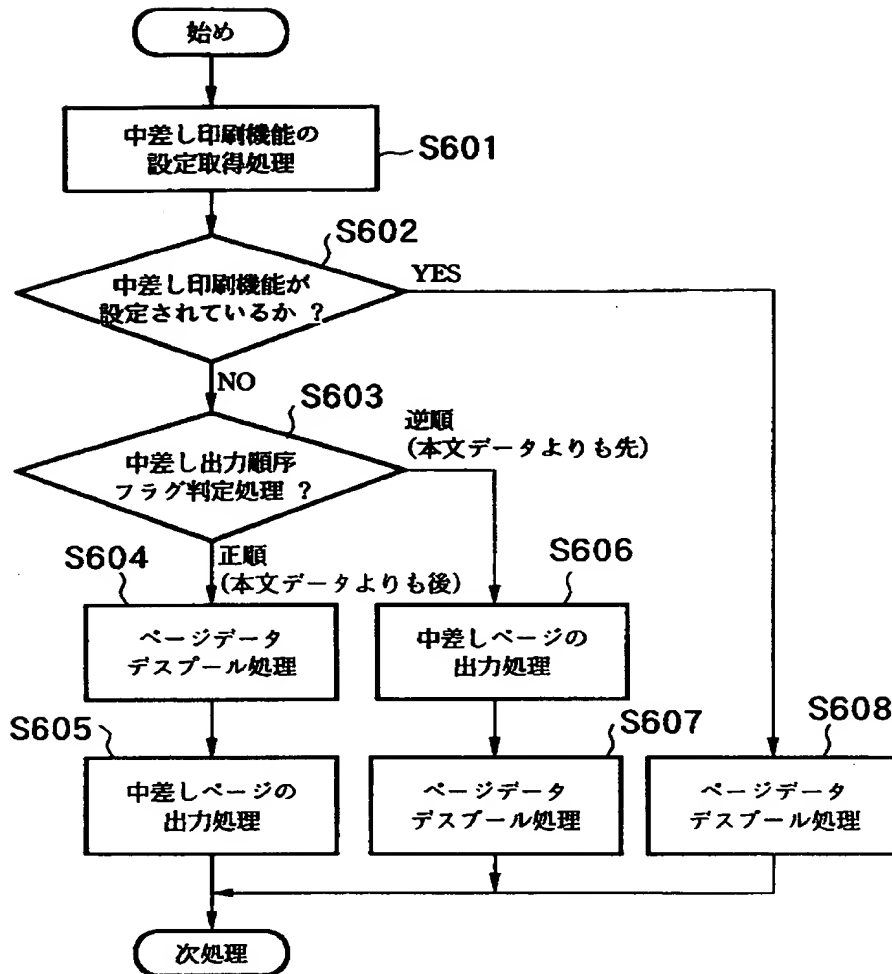 始め
中差し印刷機能の
設定取得処理
S601
S602
中差し印刷機能が
設定されているか ?
YES
NO
S603
中差し出力順序
フラグ判定処理 ?
逆順
(本文データよりも先)
S604
正順
(本文データよりも後)
S606
ページデータ
デスプール処理
中差しページの
出力処理
S605
S607
S608
中差しページの
出力処理
ページデータ
デスプール処理
ページデータ
デスプール処理
次処理